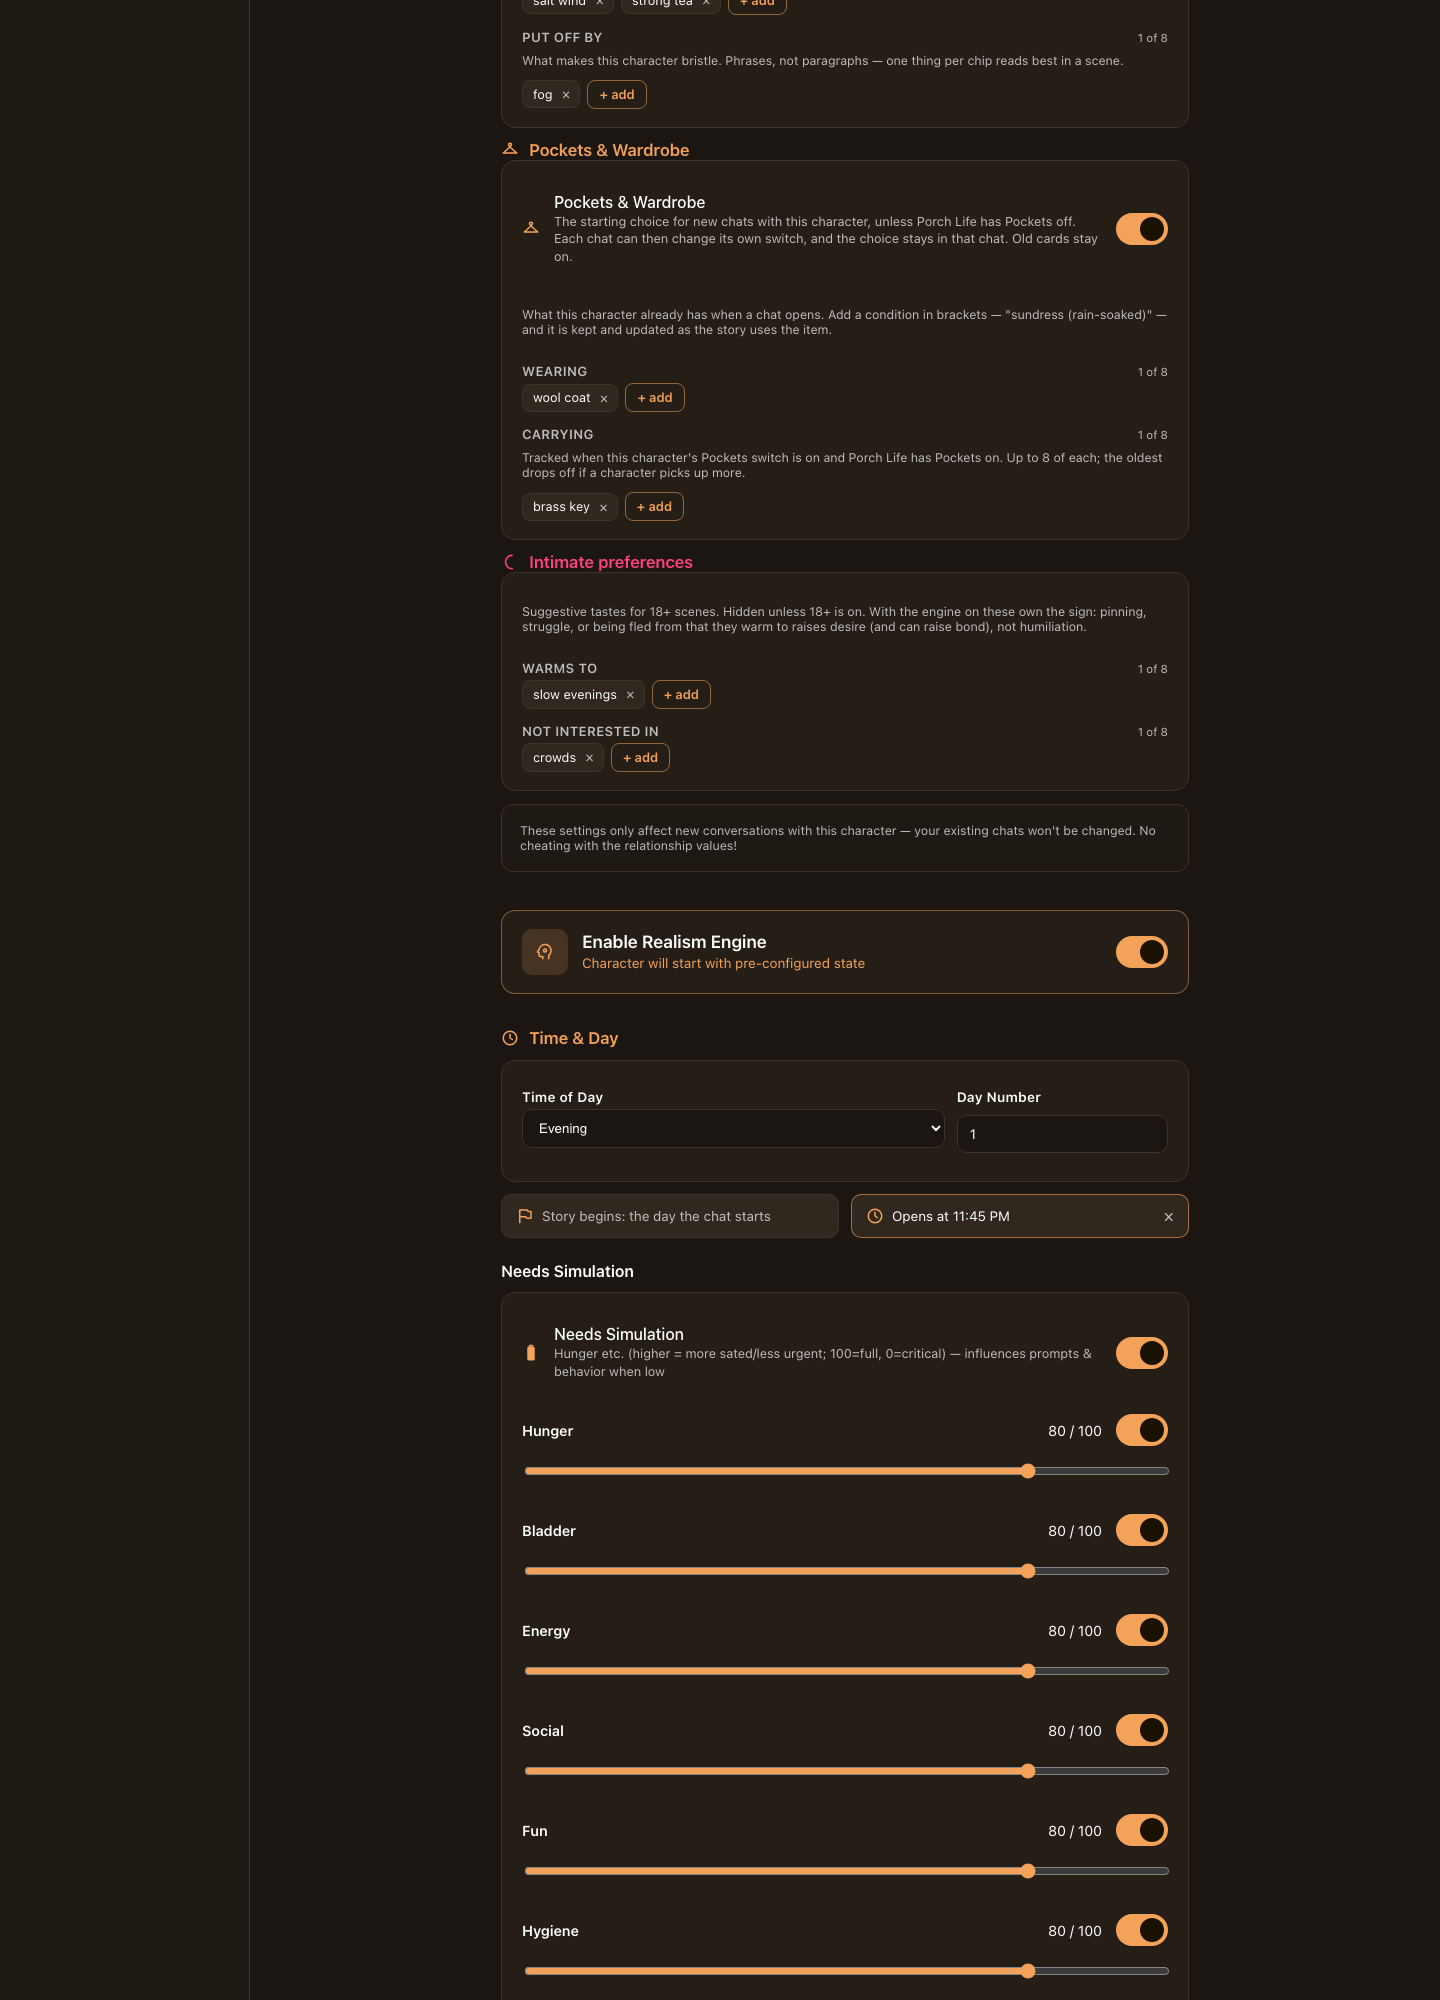 salt wind × strong tea × + add
PUT OFF BY 1 of 8
What makes this character bristle. Phrases, not paragraphs — one thing per chip reads best in a scene.
fog × + add
Pockets & Wardrobe
Pockets & Wardrobe
The starting choice for new chats with this character, unless Porch Life has Pockets off.
Each chat can then change its own switch, and the choice stays in that chat. Old cards stay
on.
What this character already has when a chat opens. Add a condition in brackets — "sundress (rain-soaked)" —
and it is kept and updated as the story uses the item.
WEARING 1 of 8
wool coat × + add
CARRYING 1 of 8
Tracked when this character's Pockets switch is on and Porch Life has Pockets on. Up to 8 of each; the oldest
drops off if a character picks up more.
brass key × + add
Intimate preferences
Suggestive tastes for 18+ scenes. Hidden unless 18+ is on. With the engine on these own the sign: pinning,
struggle, or being fled from that they warm to raises desire (and can raise bond), not humiliation.
WARMS TO 1 of 8
slow evenings × + add
NOT INTERESTED IN 1 of 8
crowds × + add
These settings only affect new conversations with this character — your existing chats won't be changed. No
cheating with the relationship values!
Enable Realism Engine
Character will start with pre-configured state
Time & Day
Time of Day Day Number
Evening 1
Story begins: the day the chat starts Opens at 11:45 PM ×
Needs Simulation
Needs Simulation
Hunger etc. (higher = more sated/less urgent; 100=full, 0=critical) — influences prompts &
behavior when low
Hunger 80 / 100
Bladder 80 / 100
Energy 80 / 100
Social 80 / 100
Fun 80 / 100
Hygiene 80 / 100